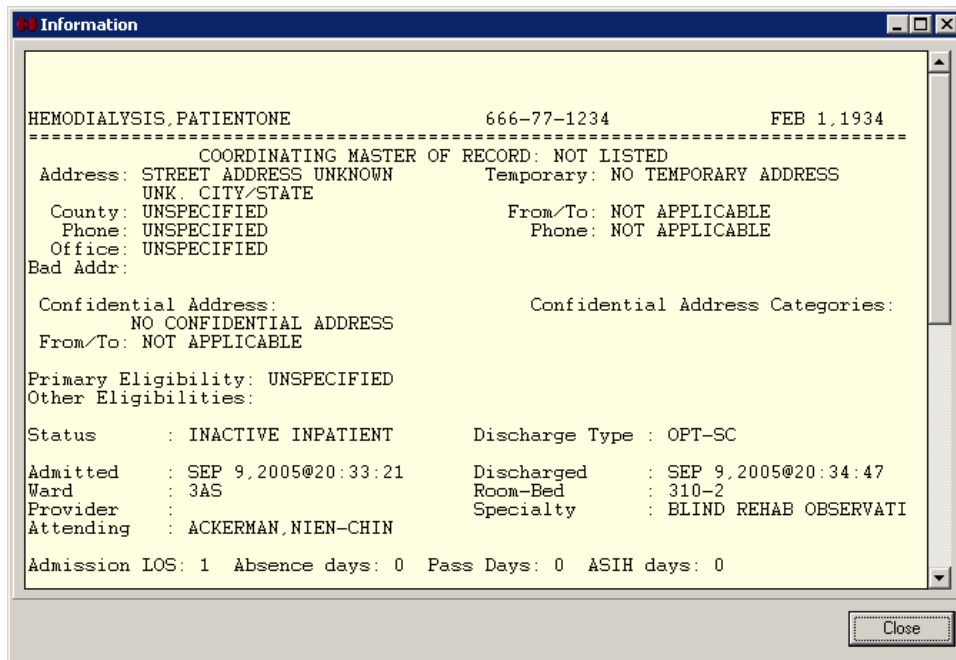 Information
HEMODIALYSIS,PATIENTONE 666-77-1234 FEB 1,1934
==============================================================================
COORDINATING MASTER OF RECORD: NOT LISTED
Address: STREET ADDRESS UNKNOWN Temporary: NO TEMPORARY ADDRESS
UNK. CITY/STATE
County: UNSPECIFIED From/To: NOT APPLICABLE
Phone: UNSPECIFIED Phone: NOT APPLICABLE
Office: UNSPECIFIED
Bad Addr:
Confidential Address: Confidential Address Categories:
NO CONFIDENTIAL ADDRESS
From/To: NOT APPLICABLE
Primary Eligibility: UNSPECIFIED
Other Eligibilities:
Status : INACTIVE INPATIENT Discharge Type : OPT-SC
Admitted : SEP 9,2005@20:33:21 Discharged : SEP 9,2005@20:34:47
Ward : 3AS Room-Bed : 310-2
Provider : Specialty : BLIND REHAB OBSERVATI
Attending : ACKERMAN,NIEN-CHIN
Admission LOS: 1 Absence days: 0 Pass Days: 0 ASIH days: 0
Close